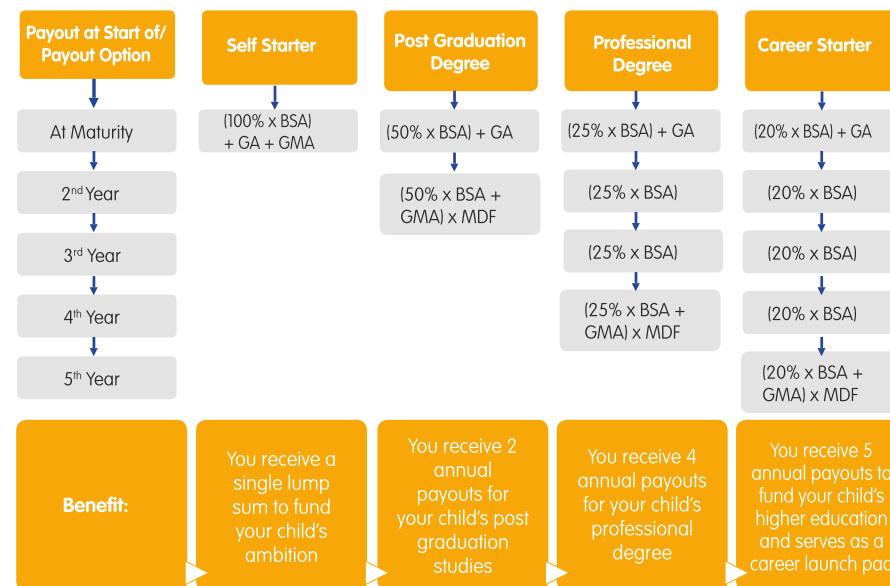 Payout at Start of/
Payout Option
Self Starter
Post Graduation
Degree
Professional
Degree
Career Starter
At Maturity
(100% x BSA)
+ GA + GMA
(50% x BSA) + GA
(25% x BSA) + GA
(20% x BSA) + GA
2nd Year
(50% x BSA +
GMA) x MDF
(25% x BSA)
(20% x BSA)
3rd Year
(25% x BSA)
(20% x BSA)
4th Year
(25% x BSA +
GMA) x MDF
(20% x BSA)
5th Year
(20% x BSA +
GMA) x MDF
Benefit:
You receive a
single lump
sum to fund
your child's
ambition
You receive 2
annual
payouts for
your child's post
graduation
studies
You receive 4
annual payouts
for your child's
professional
degree
You receive 5
annual payouts to
fund your child's
higher education
and serves as a
career launch pad